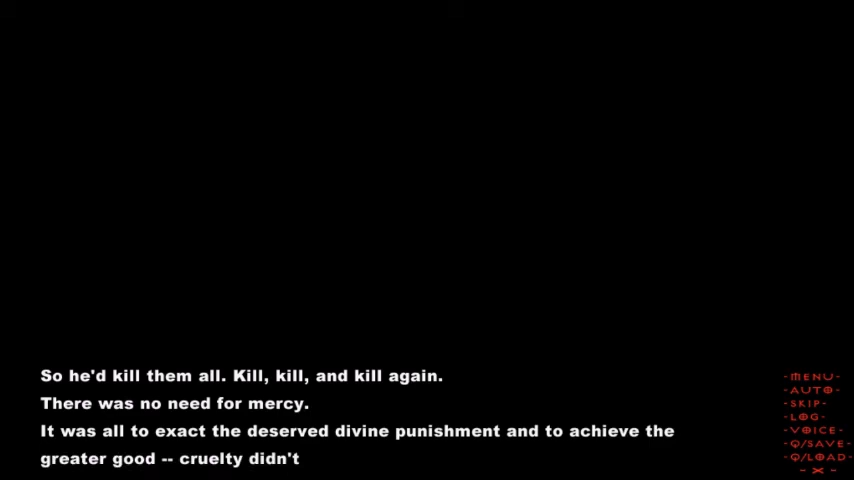 So he'd kill them all. Kill, kill, and kill again.
There was no need for mercy.
It was all to exact the deserved divine punishment and to achieve the
greater good -- cruelty didn't
-MENU-
-AUTO-
-SKIP-
-LOG-
-VOICE-
-Q/SAVE-
-Q/LOAD-
-X-